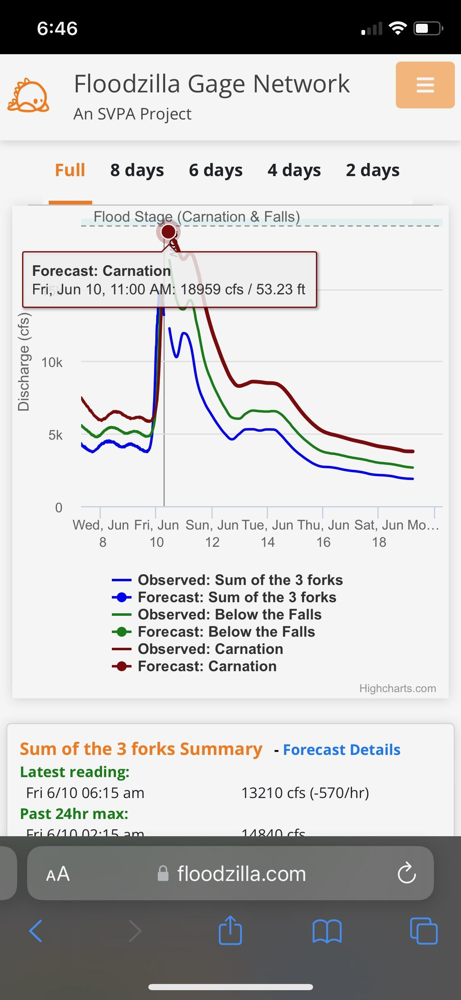 6:46
Floodzilla Gage Network
An SVPA Project
Full 8 days 6 days 4 days 2 days
Flood Stage (Carnation & Falls)
Forecast: Carnation
Fri, Jun 10, 11:00 AM: 18959 cfs / 53.23 ft
15k
Discharge (cfs)
10k
5k
0
Wed, Jun 8
Fri, Jun 10
Sun, Jun 12
Tue, Jun 14
Thu, Jun 16
Sat, Jun 18
Mo...
Observed: Sum of the 3 forks
Forecast: Sum of the 3 forks
Observed: Below the Falls
Forecast: Below the Falls
Observed: Carnation
Forecast: Carnation
Highcharts.com
Sum of the 3 forks Summary - Forecast Details
Latest reading:
Fri 6/10 06:15 am 13210 cfs (-570/hr)
Past 24hr max:
Fri 6/10 02:15 am 14840 cfs
AA floodzilla.com